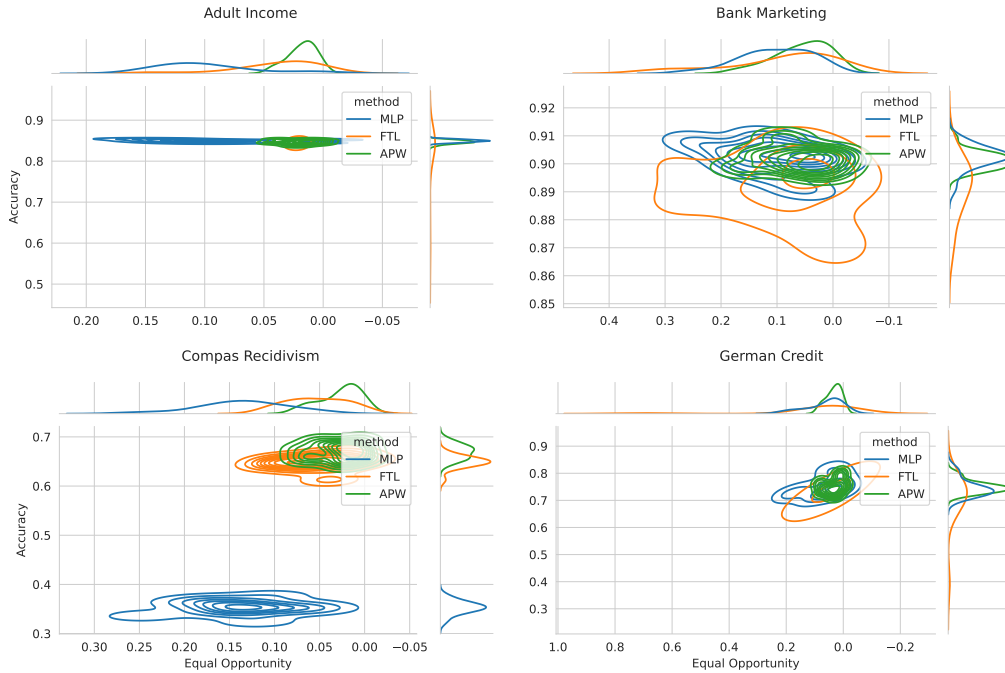 Adult Income
method
MLP
FTL
APW
0.9
0.8
0.7
0.6
0.5
Accuracy
0.20 0.15 0.10 0.05 0.00 −0.05
Bank Marketing
method
MLP
FTL
APW
0.92
0.91
0.90
0.89
0.88
0.87
0.86
0.85
0.4 0.3 0.2 0.1 0.0 −0.1
Compas Recidivism
method
MLP
FTL
APW
0.7
0.6
0.5
0.4
0.3
Accuracy
0.30 0.25 0.20 0.15 0.10 0.05 0.00 −0.05
Equal Opportunity
German Credit
method
MLP
FTL
APW
0.9
0.8
0.7
0.6
0.5
0.4
0.3
1.0 0.8 0.6 0.4 0.2 0.0 −0.2
Equal Opportunity